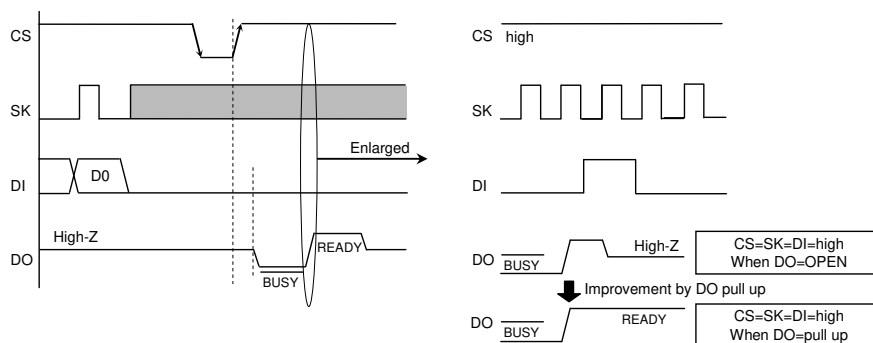 CS
SK
DI
D0
High-Z
DO
BUSY
READY
Enlarged
CS high
SK
DI
DO
BUSY
High-Z
CS=SK=DI=high
When DO=OPEN
Improvement by DO pull up
DO
BUSY
READY
CS=SK=DI=high
When DO=pull up